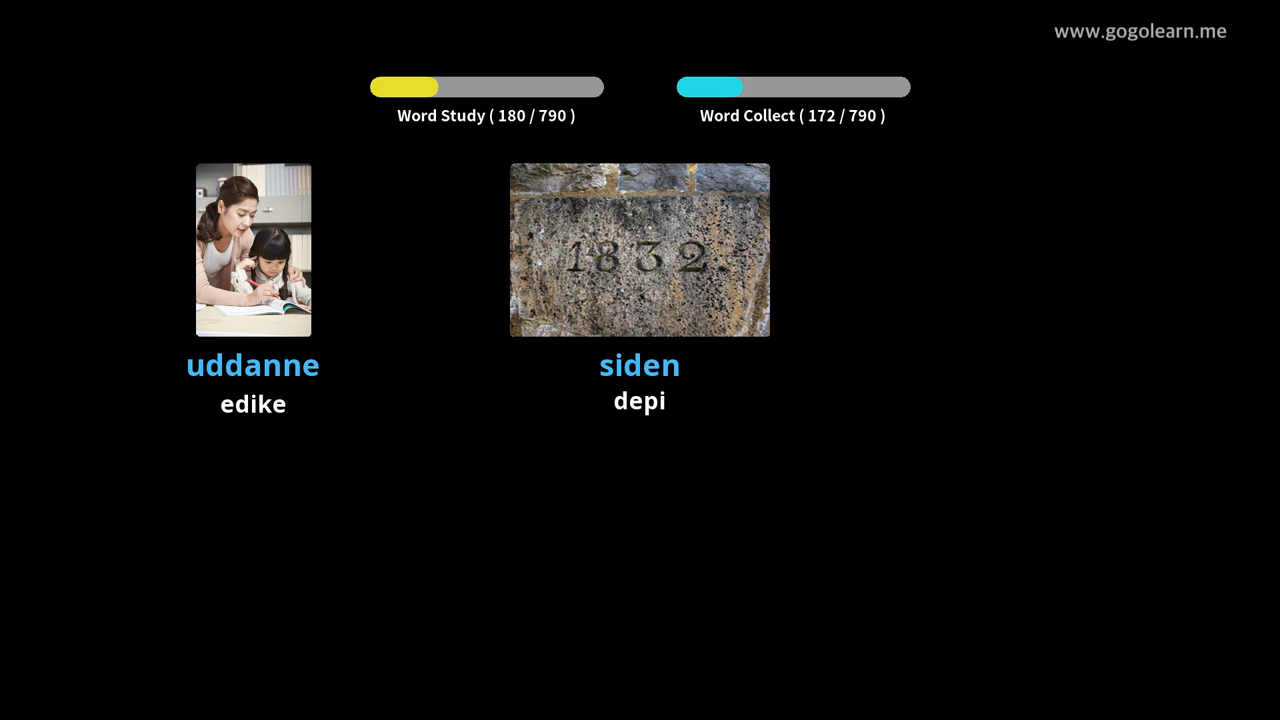 www.gogolearn.me
Word Study ( 180 / 790 )
Word Collect ( 172 / 790 )
1832
uddanne
siden
edike
depi